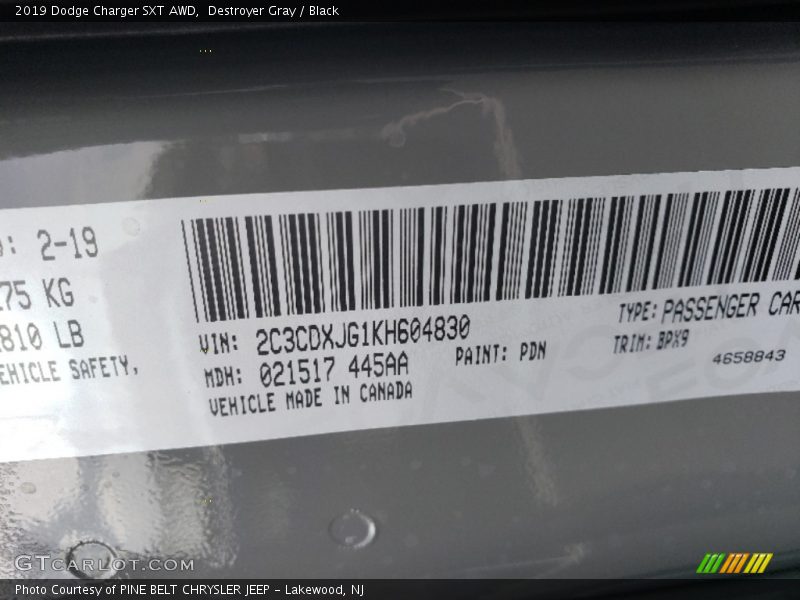 2019 Dodge Charger SXT AWD,  Destroyer Gray / Black
: 2-19
75 KG
810 LB
EHICLE SAFETY,
VIN: 2C3CDXJG1KH604830
MDH: 021517 445AA
VEHICLE MADE IN CANADA
PAINT: PDN
TYPE: PASSENGER CAR
TRIM: BPX9
4658843
GTCarLot.com
Photo Courtesy of PINE BELT CHRYSLER JEEP - Lakewood, NJ